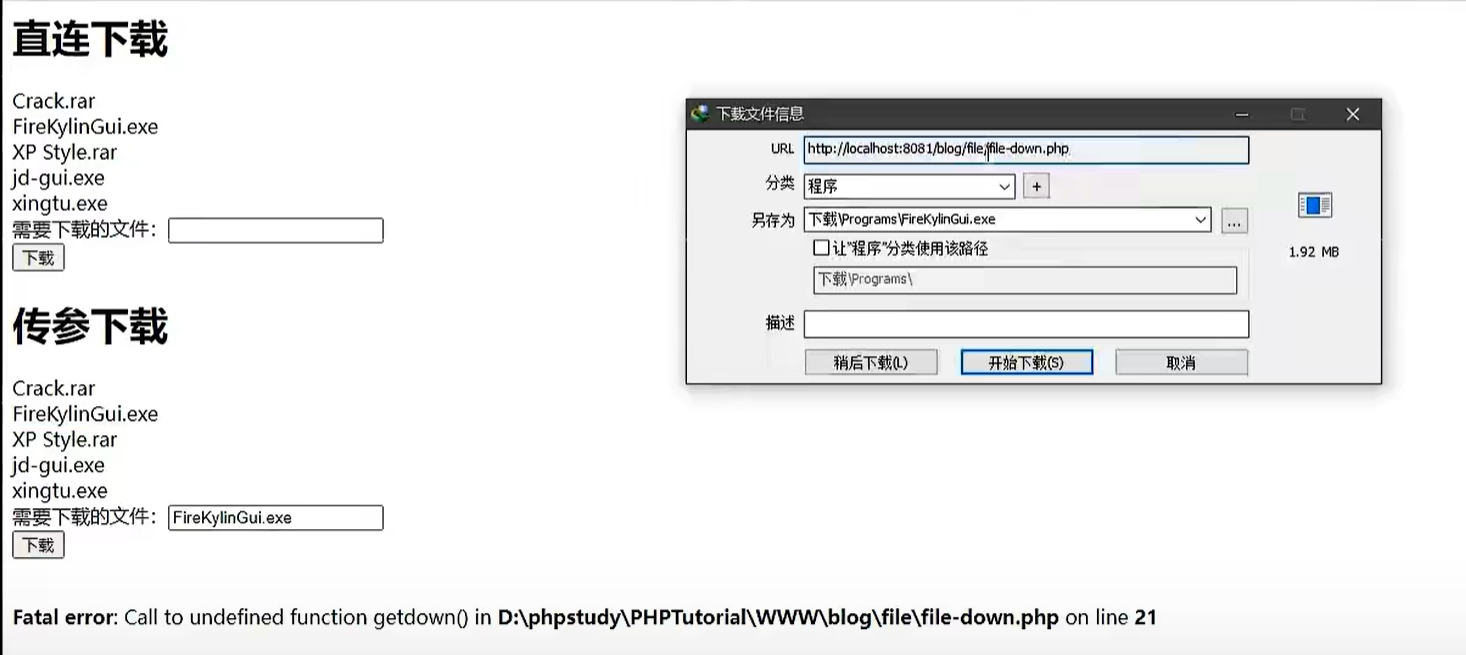 直连下载
Crack.rar
FireKylinGui.exe
XP Style.rar
jd-gui.exe
xingtu.exe
需要下载的文件：
下载
传参下载
Crack.rar
FireKylinGui.exe
XP Style.rar
jd-gui.exe
xingtu.exe
需要下载的文件： FireKylinGui.exe
下载
Fatal error: Call to undefined function getdown() in D:\phpstudy\PHPTutorial\WWW\blog\file\file-down.php on line 21
下载文件信息
URL http://localhost:8081/blog/file/file-down.php
分类 程序 +
另存为 下载\Programs\FireKylinGui.exe ...
让"程序"分类使用该路径
下载\Programs\
描述
稍后下载(L) 开始下载(S) 取消
1.92 MB